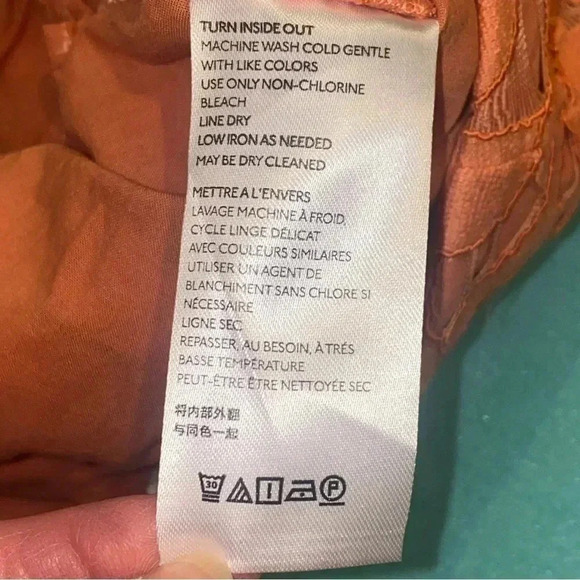 TURN INSIDE OUT
MACHINE WASH COLD GENTLE
WITH LIKE COLORS
USE ONLY NON-CHLORINE
BLEACH
LINE DRY
LOW IRON AS NEEDED
MAY BE DRY CLEANED
METTRE A L'ENVERS
LAVAGE MACHINE À FROID,
CYCLE LINGE DÉLICAT
AVEC COULEURS SIMILAIRES
UTILISER UN AGENT DE
BLANCHIMENT SANS CHLORE SI
NÉCESSAIRE
LIGNE SEC
REPASSER, AU BESOIN, À TRÉS
BASSE TEMPÉRATURE
PEUT-ÊTRE ÊTRE NETTOYÉE SEC
将内部外翻
与同色一起
30 P